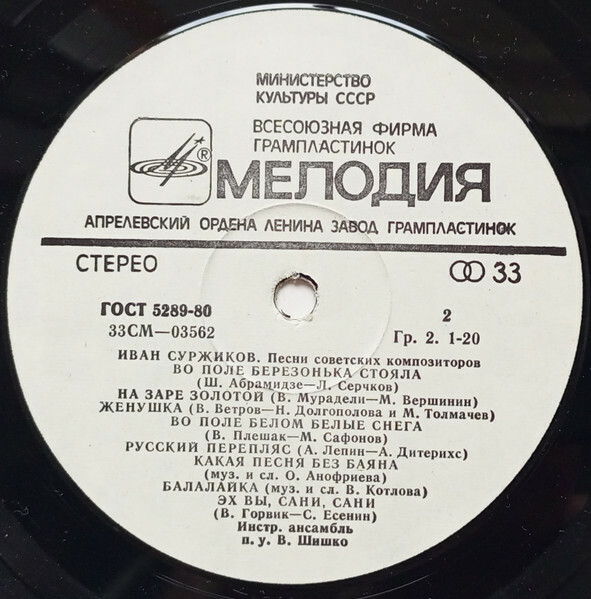 МИНИСТЕРСТВО
КУЛЬТУРЫ СССР
ВСЕСОЮЗНАЯ ФИРМА
ГРАМПЛАСТИНОК
® МЕЛОДИЯ
АПРЕЛЕВСКИЙ ОРДЕНА ЛЕНИНА ЗАВОД ГРАМПЛАСТИНОК
СТЕРЕО 33
ГОСТ 5289-80 2
33СМ—03562 Гр. 2. 1-20
ИВАН СУРЖИКОВ. Песни советских композиторов
ВО ПОЛЕ БЕРЕЗОНЬКА СТОЯЛА
(Ш. Абрамидзе—Л. Серчков)
НА ЗАРЕ ЗОЛОТОЙ (В. Мурадели—М. Вершинин)
ЖЕНУШКА (В. Ветров—Н. Долгополова и М. Толмачев)
ВО ПОЛЕ БЕЛОМ БЕЛЫЕ СНЕГА
(В. Плешак—М. Сафонов)
РУССКИЙ ПЕРЕПЛЯС (А. Лепин—А. Дитерихс)
КАКАЯ ПЕСНЯ БЕЗ БАЯНА
(муз. и сл. О. Анофриева)
БАЛАЛАЙКА (муз. и сл. В. Котлова)
ЭХ ВЫ, САНИ, САНИ
(В. Горвик—С. Есенин)
Инстр. ансамбль
п. у. В. Шишко